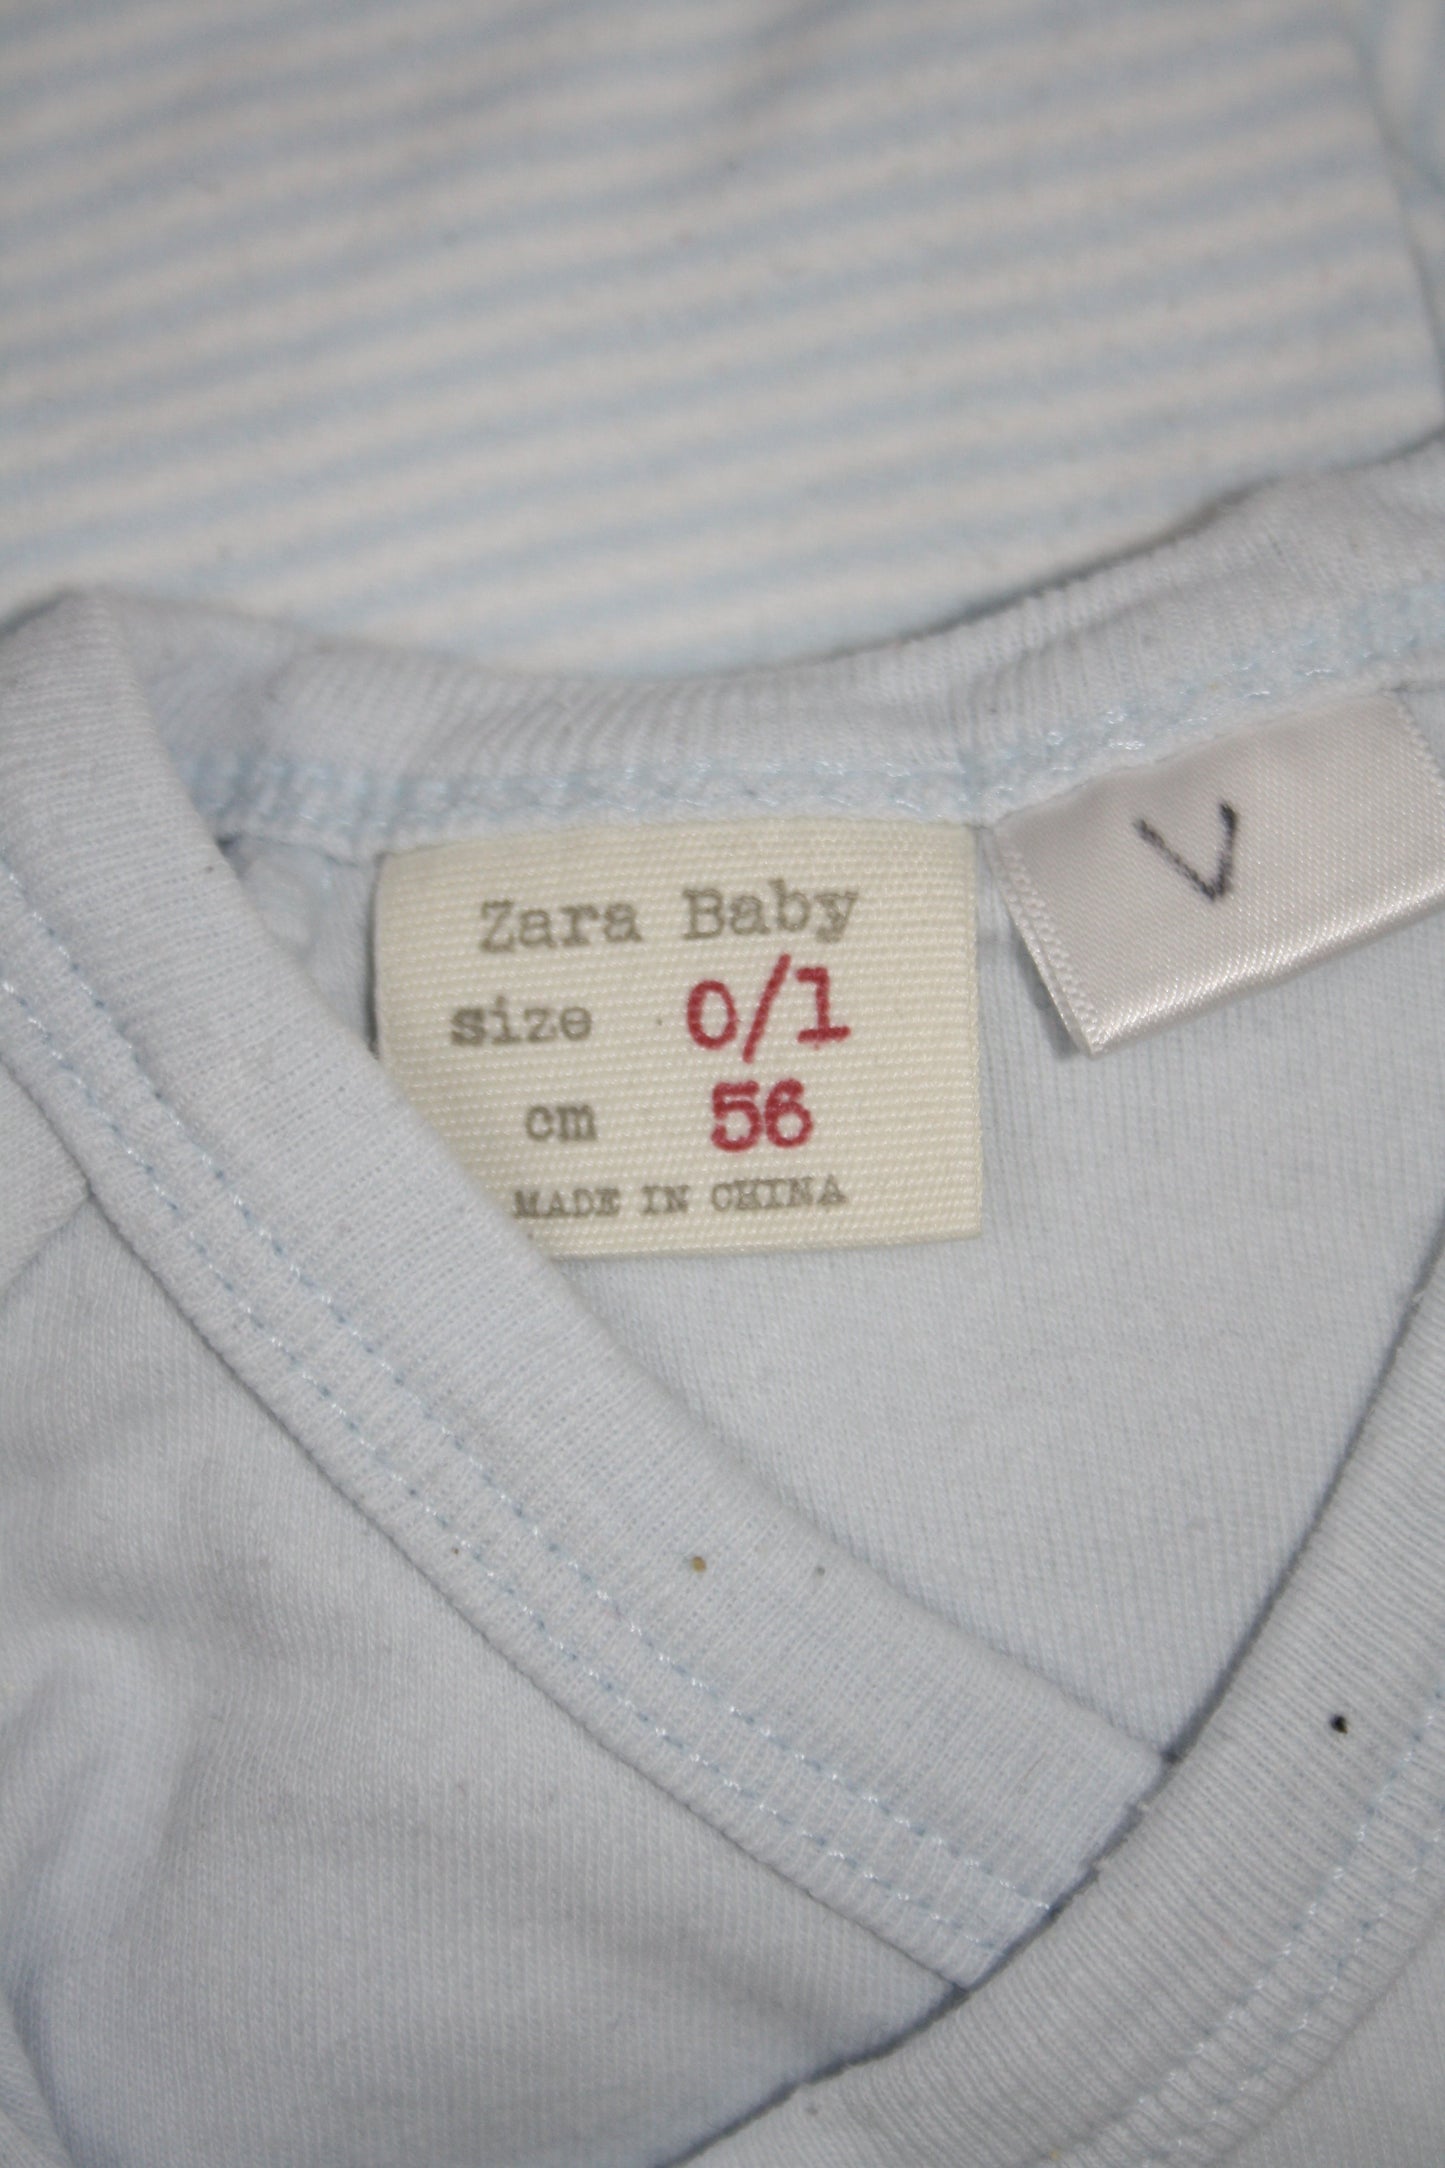 Zara Baby
size 0/1
cm 56
MADE IN CHINA
V